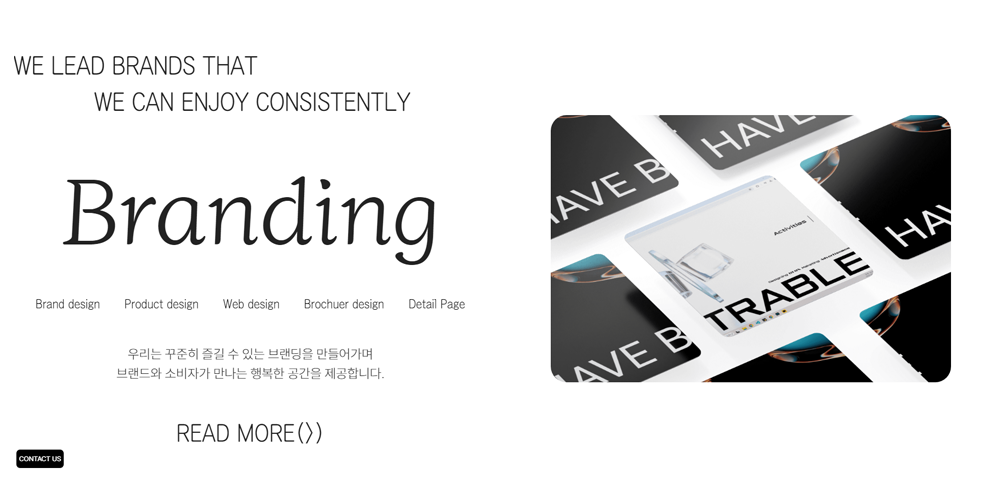 WE LEAD BRANDS THAT
WE CAN ENJOY CONSISTENTLY
Branding
Brand design Product design Web design Brochuer design Detail Page
우리는 꾸준히 즐길 수 있는 브랜딩을 만들어가며
브랜드와 소비자가 만나는 행복한 공간을 제공합니다.
READ MORE(〉)
CONTACT US
HAVE
HAVE B
HAV
Activities
TRABLE
AVE B